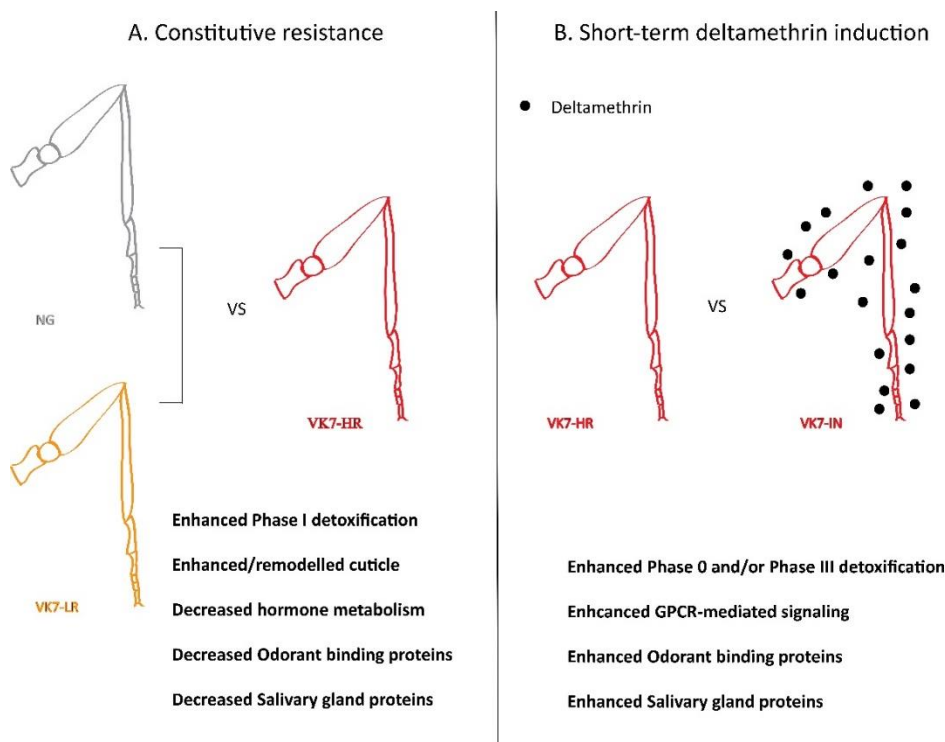 A. Constitutive resistance
NG
VS
VK7-HR
VK7-LR
Enhanced Phase I detoxification
Enhanced/remodelled cuticle
Decreased hormone metabolism
Decreased Odorant binding proteins
Decreased Salivary gland proteins
B. Short-term deltamethrin induction
Deltamethrin
VK7-HR
VS
VK7-IN
Enhanced Phase 0 and/or Phase III detoxification
Enhcanced GPCR-mediated signaling
Enhanced Odorant binding proteins
Enhanced Salivary gland proteins